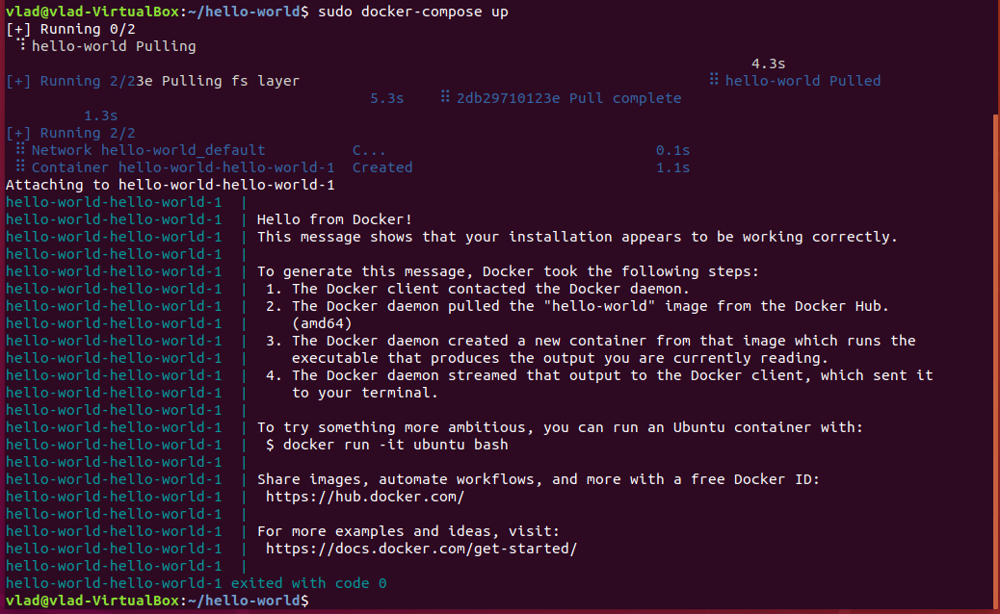 vlad@vlad-VirtualBox:~/hello-world$ sudo docker-compose up
[+] Running 0/2
⠹ hello-world Pulling
4.3s
[+] Running 2/23e Pulling fs layer ⠿ hello-world Pulled
5.3s ⠿ 2db29710123e Pull complete
1.3s
[+] Running 2/2
⠿ Network hello-world_default C... 0.1s
⠿ Container hello-world-hello-world-1 Created 1.1s
Attaching to hello-world-hello-world-1
hello-world-hello-world-1 |
hello-world-hello-world-1 | Hello from Docker!
hello-world-hello-world-1 | This message shows that your installation appears to be working correctly.
hello-world-hello-world-1 |
hello-world-hello-world-1 | To generate this message, Docker took the following steps:
hello-world-hello-world-1 | 1. The Docker client contacted the Docker daemon.
hello-world-hello-world-1 | 2. The Docker daemon pulled the "hello-world" image from the Docker Hub.
hello-world-hello-world-1 | (amd64)
hello-world-hello-world-1 | 3. The Docker daemon created a new container from that image which runs the
hello-world-hello-world-1 | executable that produces the output you are currently reading.
hello-world-hello-world-1 | 4. The Docker daemon streamed that output to the Docker client, which sent it
hello-world-hello-world-1 | to your terminal.
hello-world-hello-world-1 |
hello-world-hello-world-1 | To try something more ambitious, you can run an Ubuntu container with:
hello-world-hello-world-1 | $ docker run -it ubuntu bash
hello-world-hello-world-1 |
hello-world-hello-world-1 | Share images, automate workflows, and more with a free Docker ID:
hello-world-hello-world-1 | https://hub.docker.com/
hello-world-hello-world-1 |
hello-world-hello-world-1 | For more examples and ideas, visit:
hello-world-hello-world-1 | https://docs.docker.com/get-started/
hello-world-hello-world-1 |
hello-world-hello-world-1 exited with code 0
vlad@vlad-VirtualBox:~/hello-world$